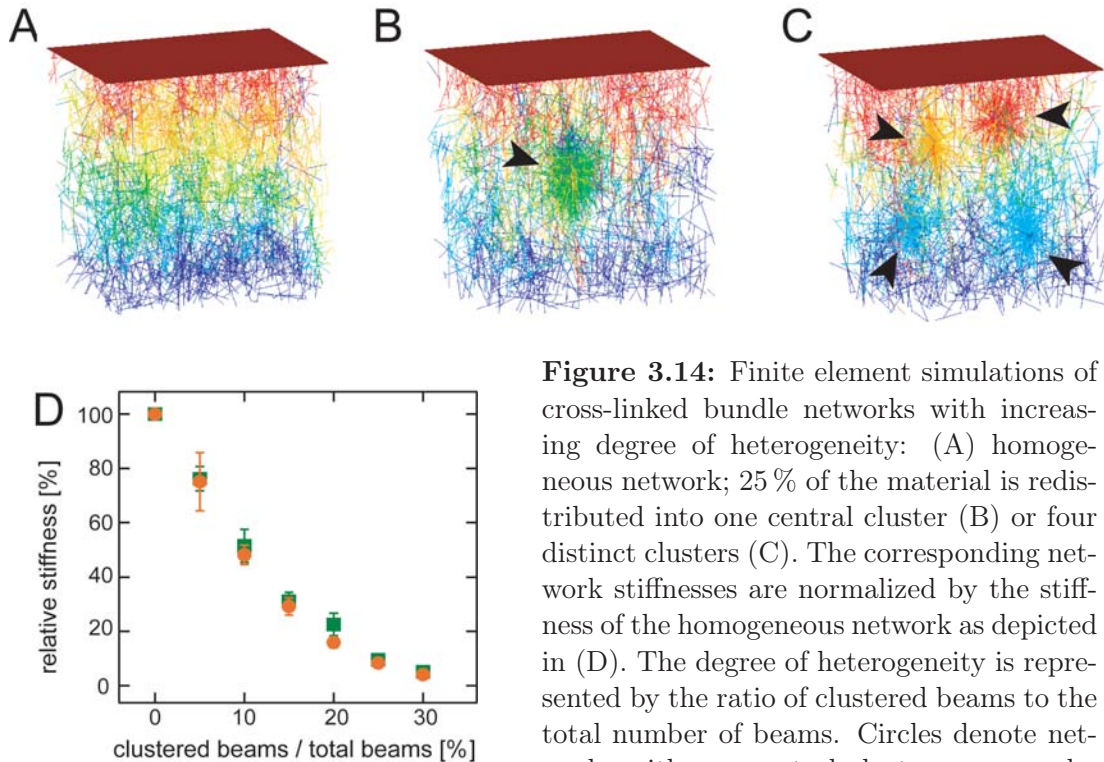 A
B
C
D
relative stiffness [%]
100
80
60
40
20
0
0
10
20
30
clustered beams / total beams [%]
Figure 3.14: Finite element simulations of
cross-linked bundle networks with increas-
ing degree of heterogeneity: (A) homoge-
neous network; 25 % of the material is redis-
tributed into one central cluster (B) or four
distinct clusters (C). The corresponding net-
work stiffnesses are normalized by the stiff-
ness of the homogeneous network as depicted
in (D). The degree of heterogeneity is repre-
sented by the ratio of clustered beams to the
total number of beams. Circles denote net-